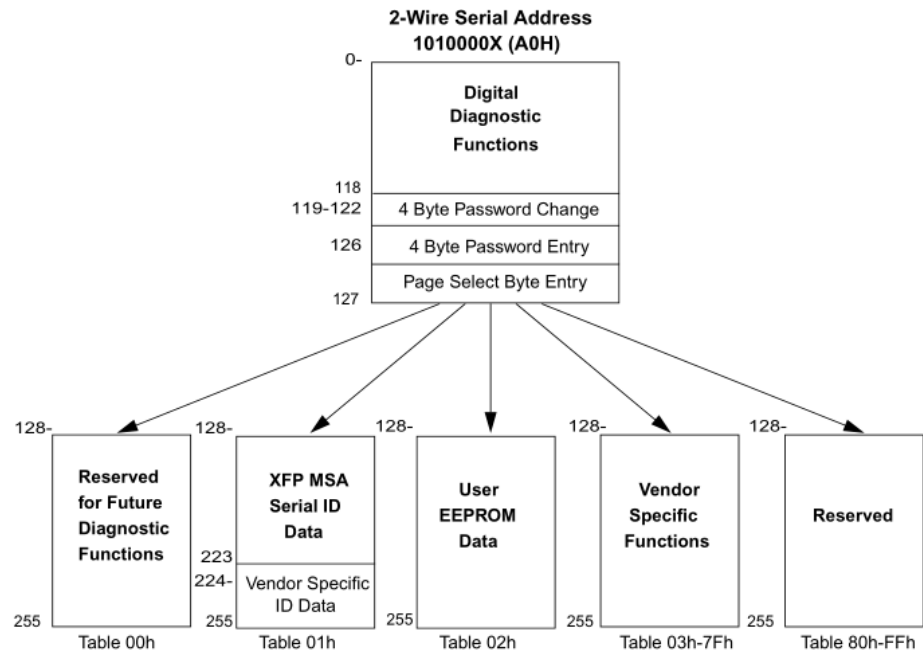 2-Wire Serial Address
1010000X (A0H)
0-
Digital
Diagnostic
Functions
118
119-122
4 Byte Password Change
126
4 Byte Password Entry
Page Select Byte Entry
127
128-
128-
128-
128-
128-
Reserved
for Future
Diagnostic
Functions
255
Table 00h
XFP MSA
Serial ID
Data
223
224-
Vendor Specific
ID Data
255
Table 01h
User
EEPROM
Data
255
Table 02h
Vendor
Specific
Functions
255
Table 03h-7Fh
Reserved
255
Table 80h-FFh